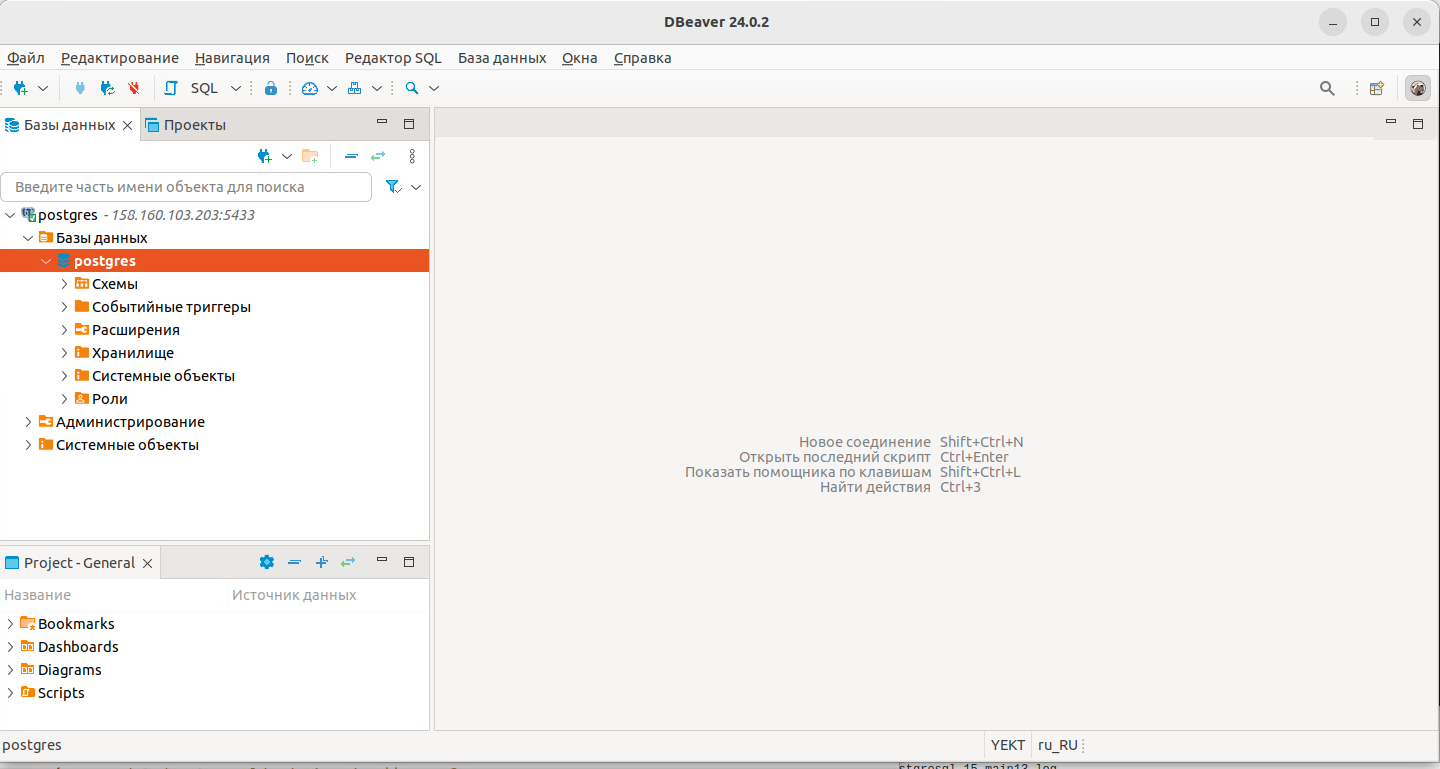 DBeaver 24.0.2
Файл Редактирование Навигация Поиск Редактор SQL База данных Окна Справка
SQL
Базы данных Проекты
Введите часть имени объекта для поиска
postgres - 158.160.103.203:5433
Базы данных
postgres
Схемы
Событийные триггеры
Расширения
Хранилище
Системные объекты
Роли
Администрирование
Системные объекты
Новое соединение Shift+Ctrl+N
Открыть последний скрипт Ctrl+Enter
Показать помощника по клавишам Shift+Ctrl+L
Найти действия Ctrl+3
Project - General
Название Источник данных
Bookmarks
Dashboards
Diagrams
Scripts
postgres YEKT ru_RU